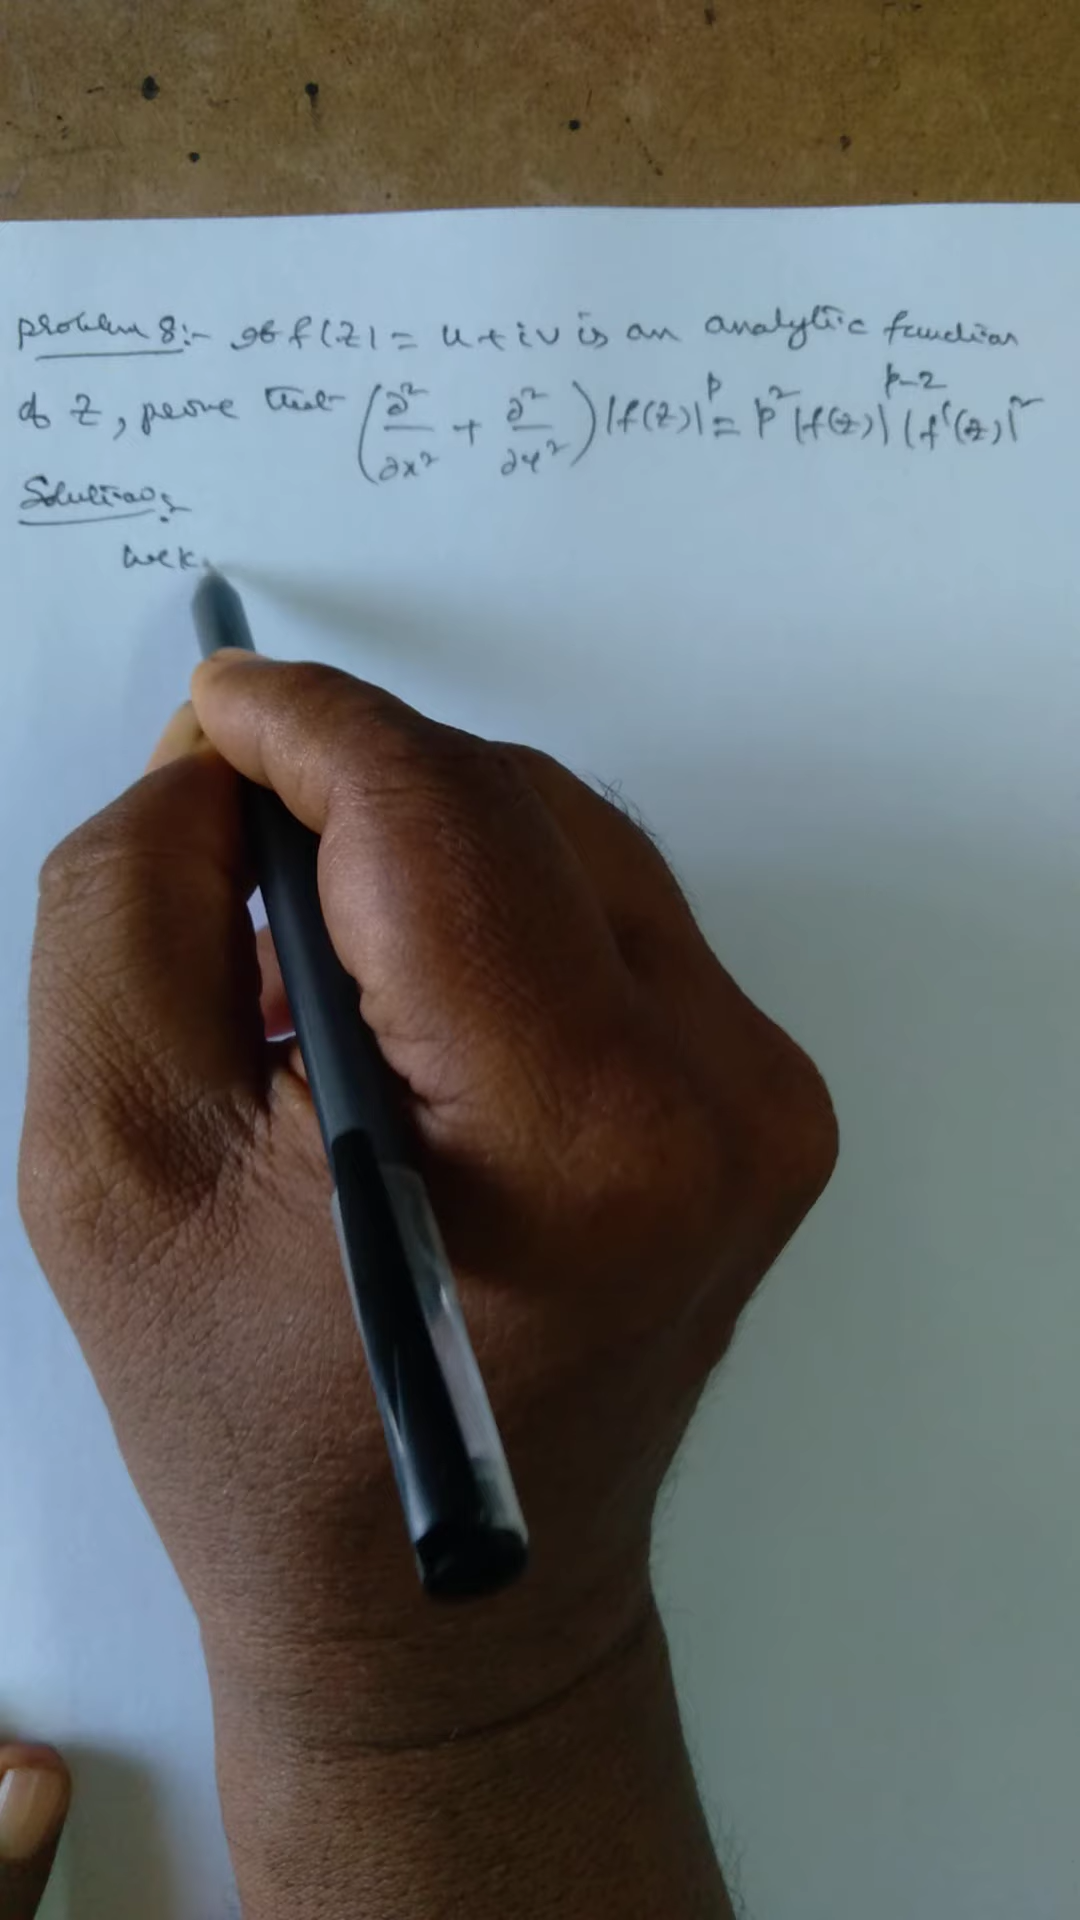 Problem 8:- If f(z) = u+iv is an analytic function
of z, prove that (∂²/∂x² + ∂²/∂y²) |f(z)|^p = p² |f(z)|^(p-2) |f'(z)|²
Solution:
We k